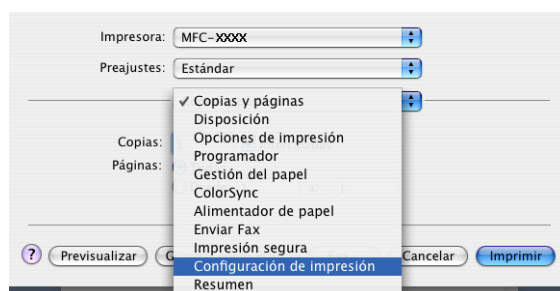 Impresora: MFC-XXXX
Preajustes: Estándar
✓ Copias y páginas
Disposición
Opciones de impresión
Copias:
Programador
Páginas:
Gestión del papel
ColorSync
Alimentador de papel
Enviar Fax
Impresión segura
? Previsualizar G Cancelar Imprimir
Configuración de impresión
Resumen